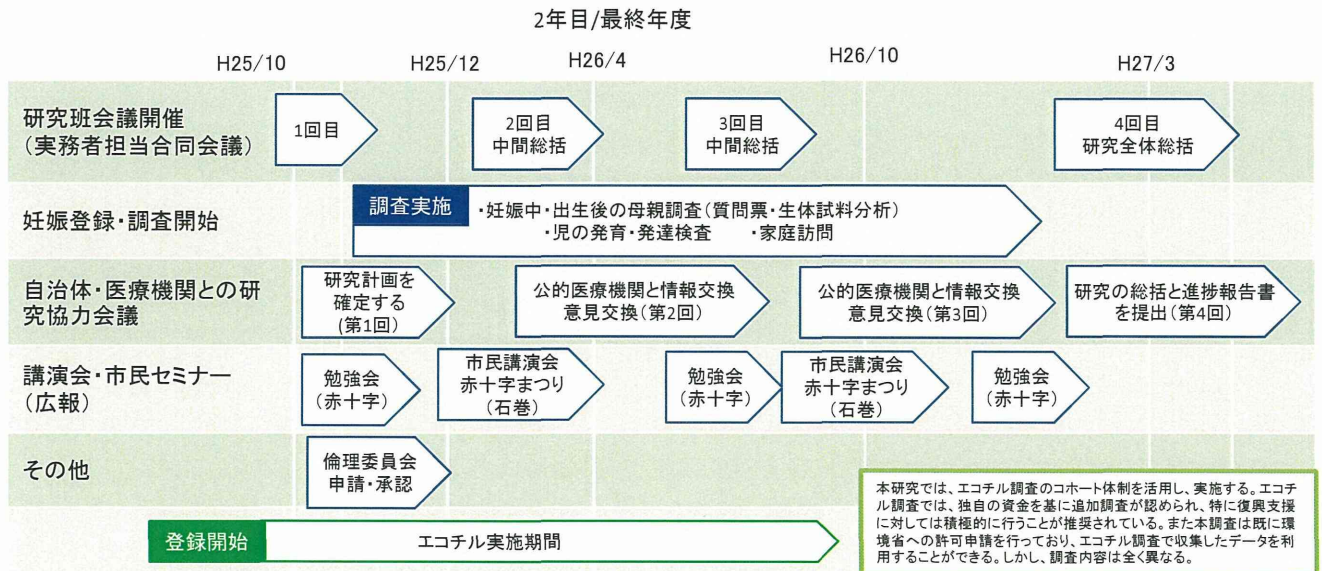 2年目/最終年度
H25/10
H25/12
H26/4
H26/10
H27/3
研究班会議開催
(実務者担当合同会議)
1回目
2回目
中間総括
3回目
中間総括
4回目
研究全体総括
妊娠登録・調査開始
調査実施
・妊娠中・出生後の母親調査(質問票・生体試料分析)
・児の発育・発達検査 ・家庭訪問
自治体・医療機関との研
究協力会議
研究計画を
確定する
(第1回)
公的医療機関と情報交換
意見交換(第2回)
公的医療機関と情報交換
意見交換(第3回)
研究の総括と進捗報告書
を提出(第4回)
講演会・市民セミナー
(広報)
勉強会
(赤十字)
市民講演会
赤十字まつり
(石巻)
勉強会
(赤十字)
市民講演会
赤十字まつり
(石巻)
勉強会
(赤十字)
その他
倫理委員会
申請・承認
登録開始
エコチル実施期間
本研究では、エコチル調査のコホート体制を活用し、実施する。エコチ
ル調査では、独自の資金を基に追加調査が認められ、特に復興支援
に対しては積極的に行うことが推奨されている。また本調査は既に環
境省への許可申請を行っており、エコチル調査で収集したデータを利
用することができる。しかし、調査内容は全く異なる。